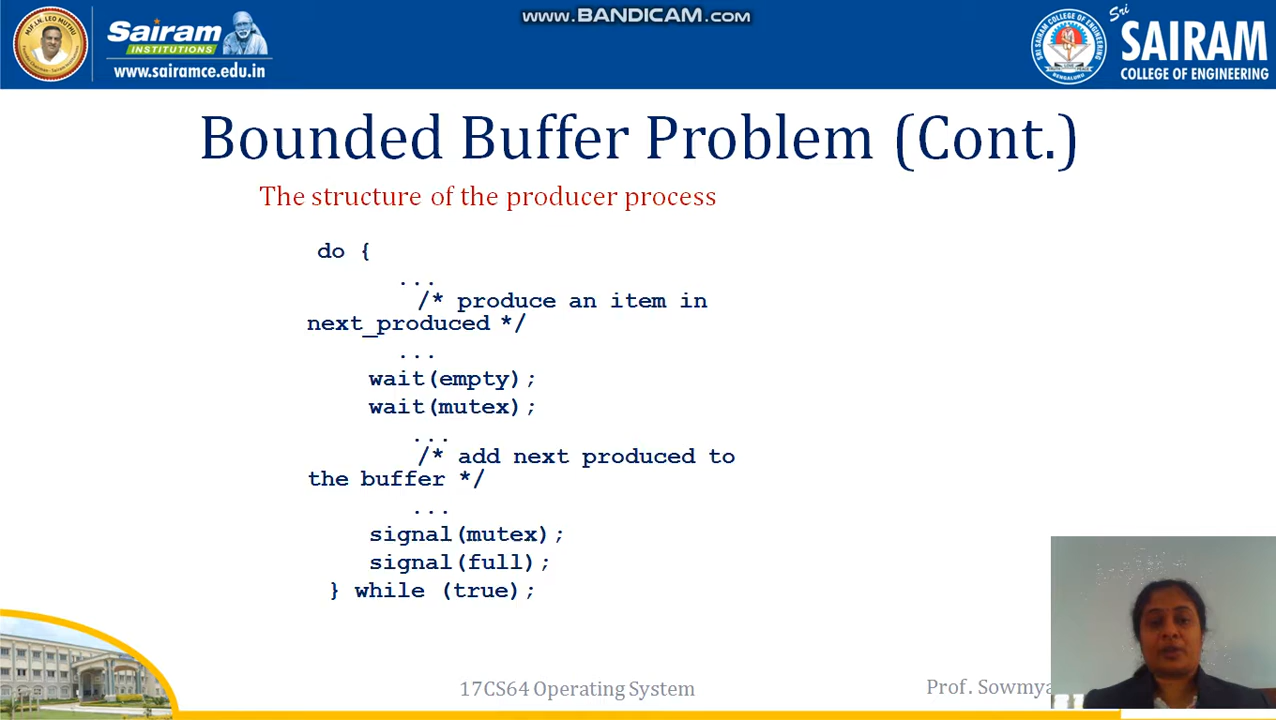 www.BANDICAM.com
Sairam
INSTITUTIONS
www.sairamce.edu.in
Sri
SAIRAM
COLLEGE OF ENGINEERING
Bounded Buffer Problem (Cont.)
The structure of the producer process
do {
...
/* produce an item in
next_produced */
...
wait(empty);
wait(mutex);
...
/* add next produced to
the buffer */
...
signal(mutex);
signal(full);
} while (true);
17CS64 Operating System
Prof. Sowmya